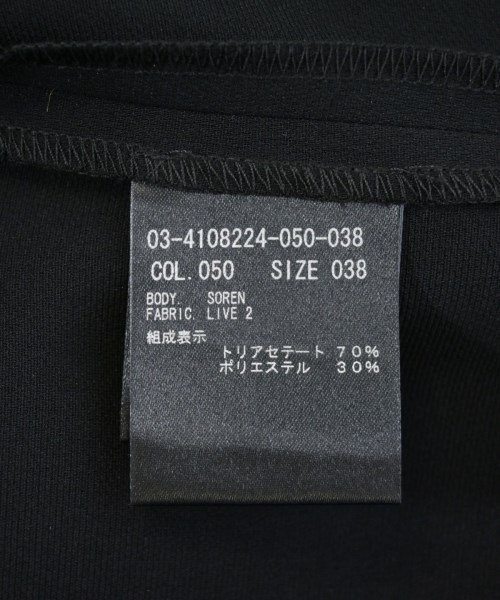 03-4108224-050-038
COL.050 SIZE 038
BODY. SOREN
FABRIC. LIVE 2
組成表示
トリアセテート 70%
ポリエステル 30%